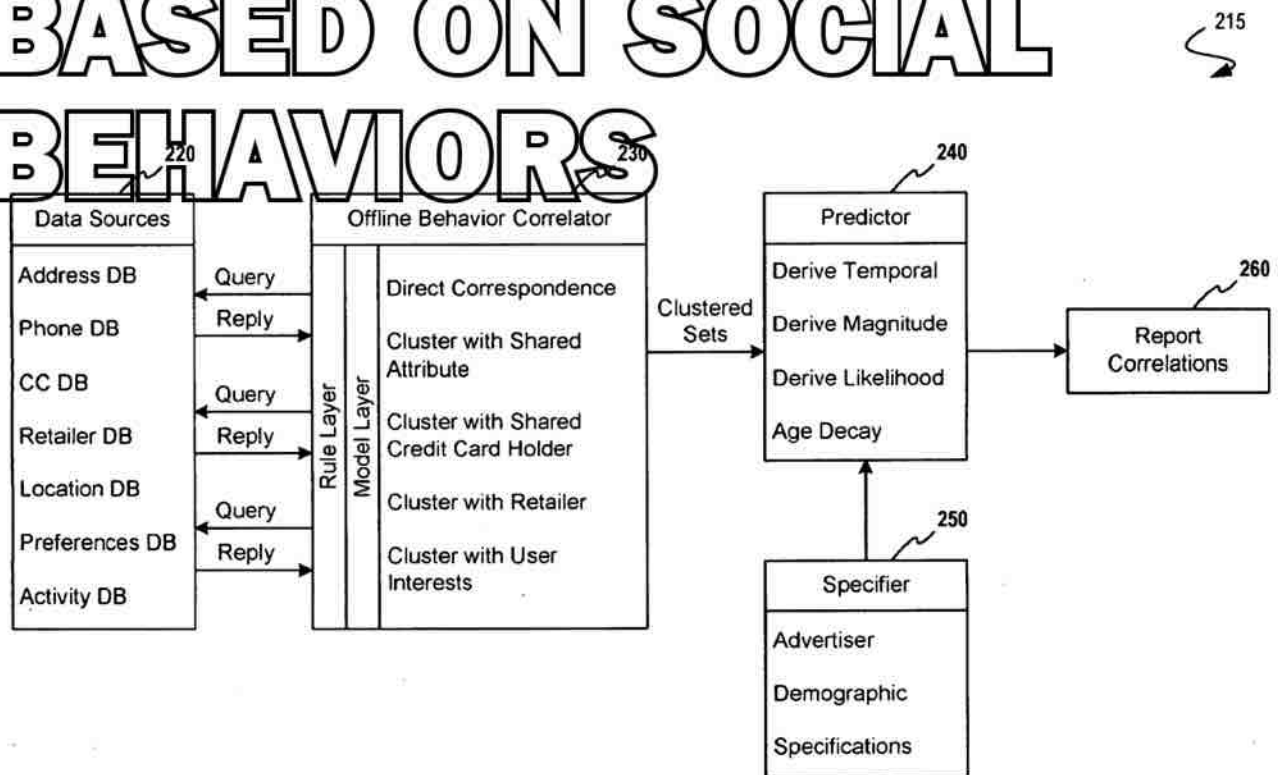 BASED ON SOCIAL
BEHAVIORS
215
220
230
240
Data Sources
Address DB
Phone DB
CC DB
Retailer DB
Location DB
Preferences DB
Activity DB
Query
Reply
Query
Reply
Query
Reply
Offline Behavior Correlator
Rule Layer
Model Layer
Direct Correspondence
Cluster with Shared
Attribute
Cluster with Shared
Credit Card Holder
Cluster with Retailer
Cluster with User
Interests
Clustered
Sets
Predictor
Derive Temporal
Derive Magnitude
Derive Likelihood
Age Decay
260
Report
Correlations
250
Specifier
Advertiser
Demographic
Specifications